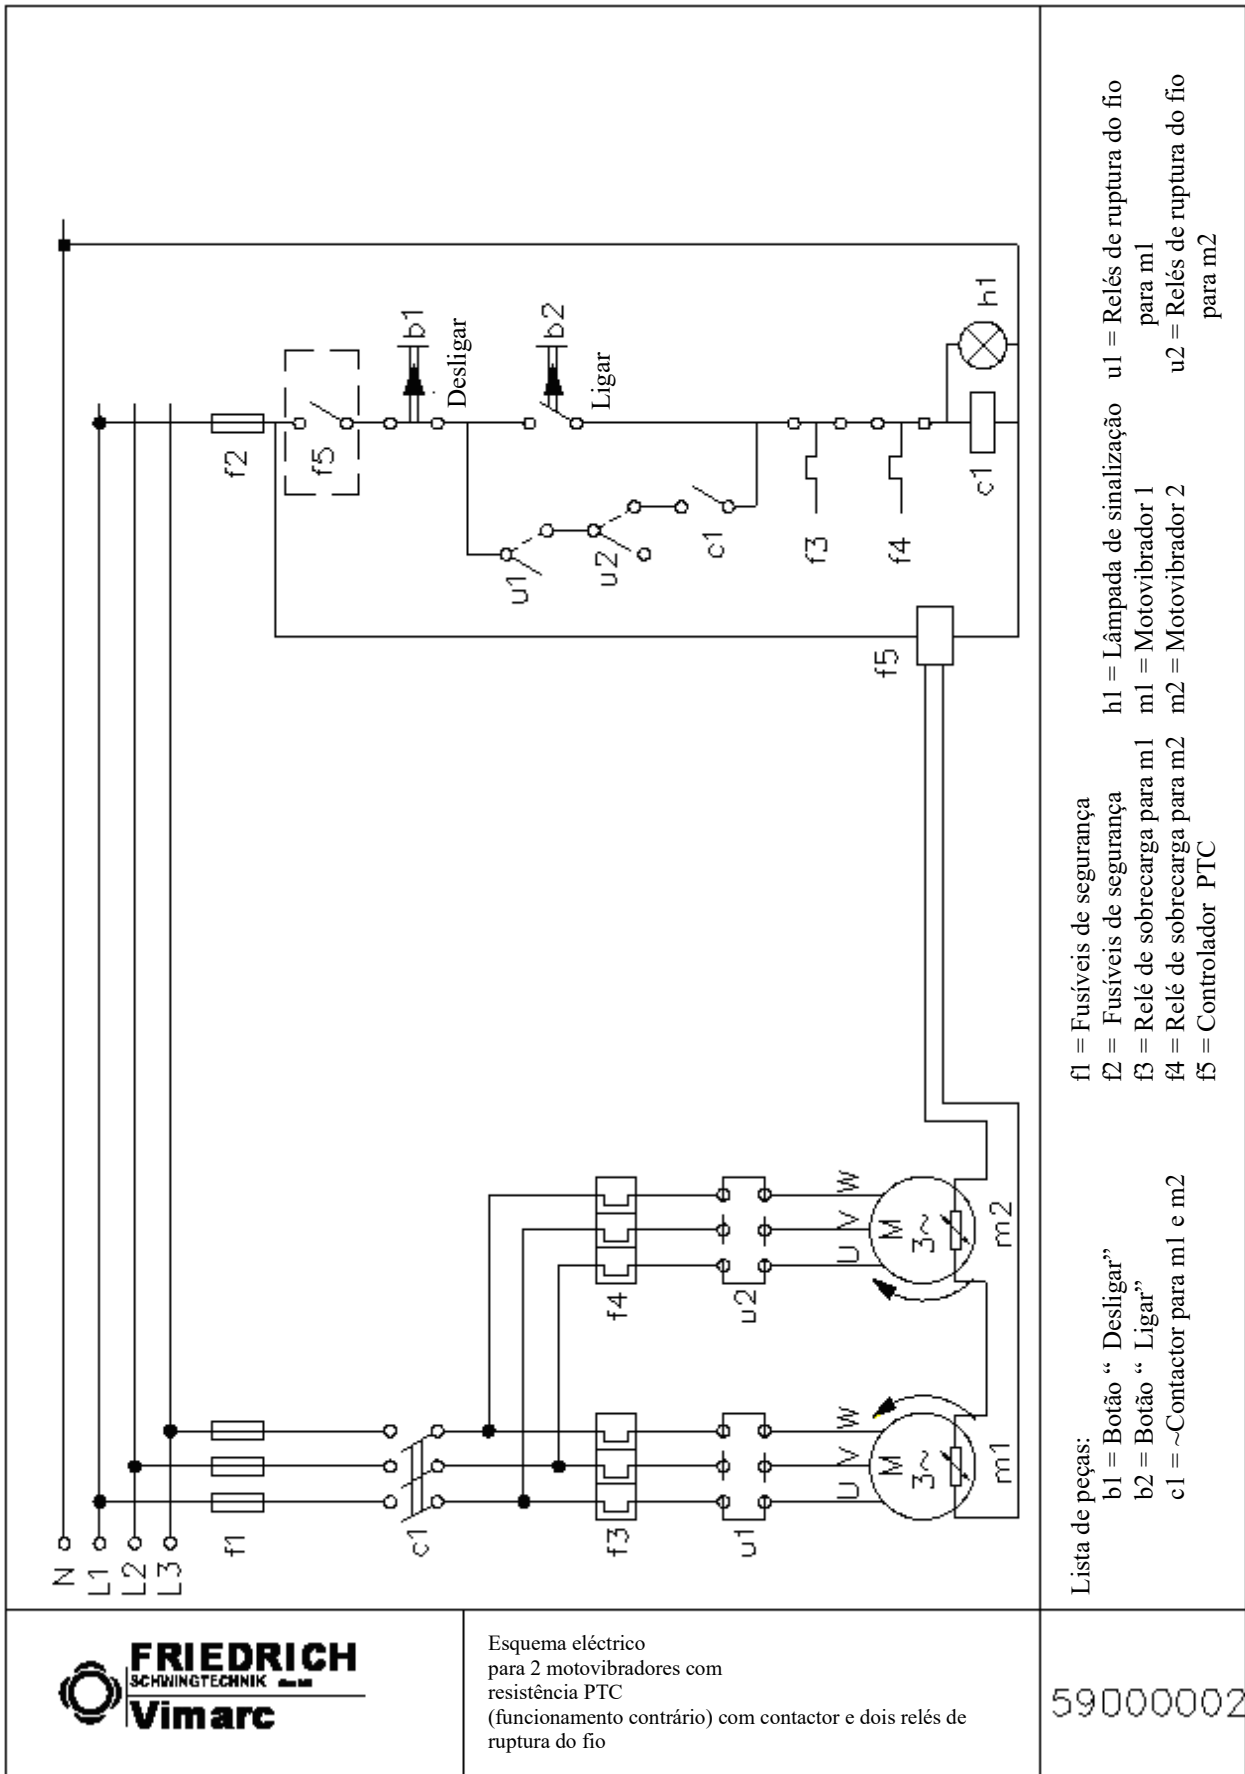 N
L1
L2
L3
f1
c1
f3
u1
U V W
M
3~
m1
f4
u2
U V W
M
3~
m2
f2
f5
b1
Desligar
b2
Ligar
u1
u2
c1
f3
f4
f5
c1
h1
Lista de peças:
b1 = Botão “ Desligar”
b2 = Botão “ Ligar”
c1 = ~Contactor para m1 e m2
f1 = Fusíveis de segurança
f2 = Fusíveis de segurança
f3 = Relé de sobrecarga para m1
f4 = Relé de sobrecarga para m2
f5 = Controlador PTC
h1 = Lâmpada de sinalização
m1 = Motovibrador 1
m2 = Motovibrador 2
u1 = Relés de ruptura do fio
para m1
u2 = Relés de ruptura do fio
para m2
FRIEDRICH
SCHWINGTECHNIK
Vimarc
Esquema eléctrico
para 2 motovibradores com
resistência PTC
(funcionamento contrário) com contactor e dois relés de
ruptura do fio
59000002